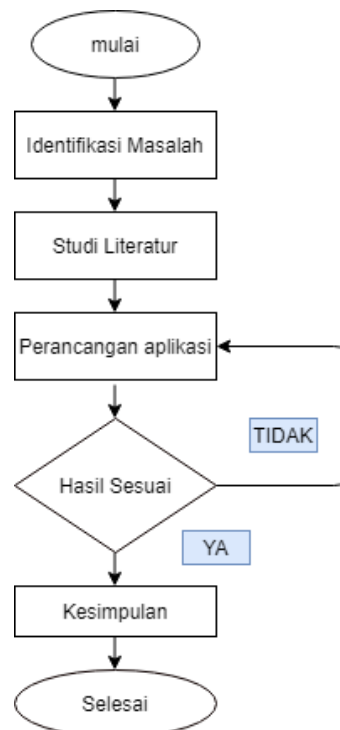 mulai
Identifikasi Masalah
Studi Literatur
Perancangan aplikasi
TIDAK
Hasil Sesuai
YA
Kesimpulan
Selesai